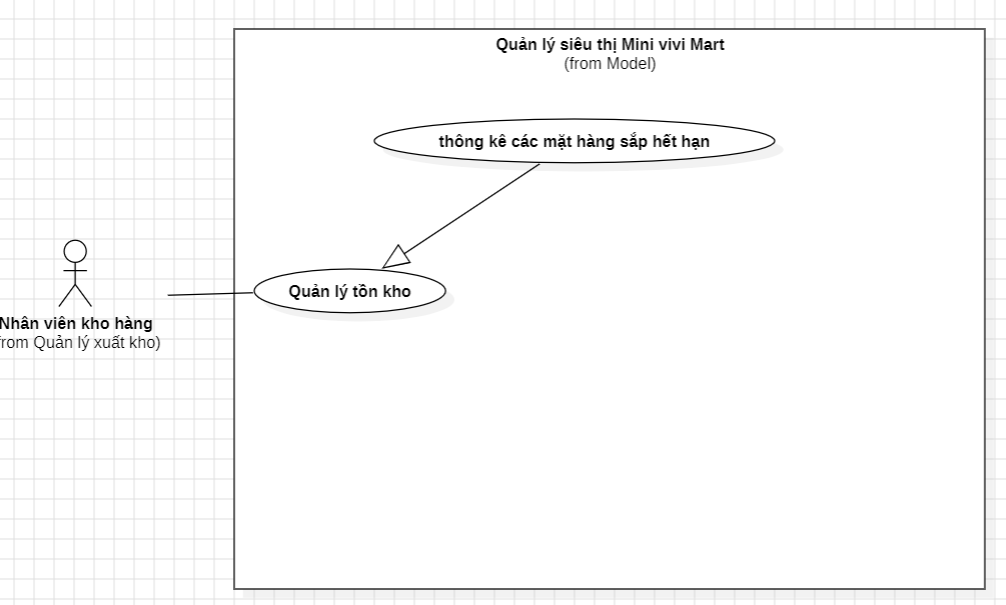 Quản lý siêu thị Mini vivi Mart
(from Model)
thông kê các mặt hàng sắp hết hạn
Quản lý tồn kho
Nhân viên kho hàng
from Quản lý xuất kho)